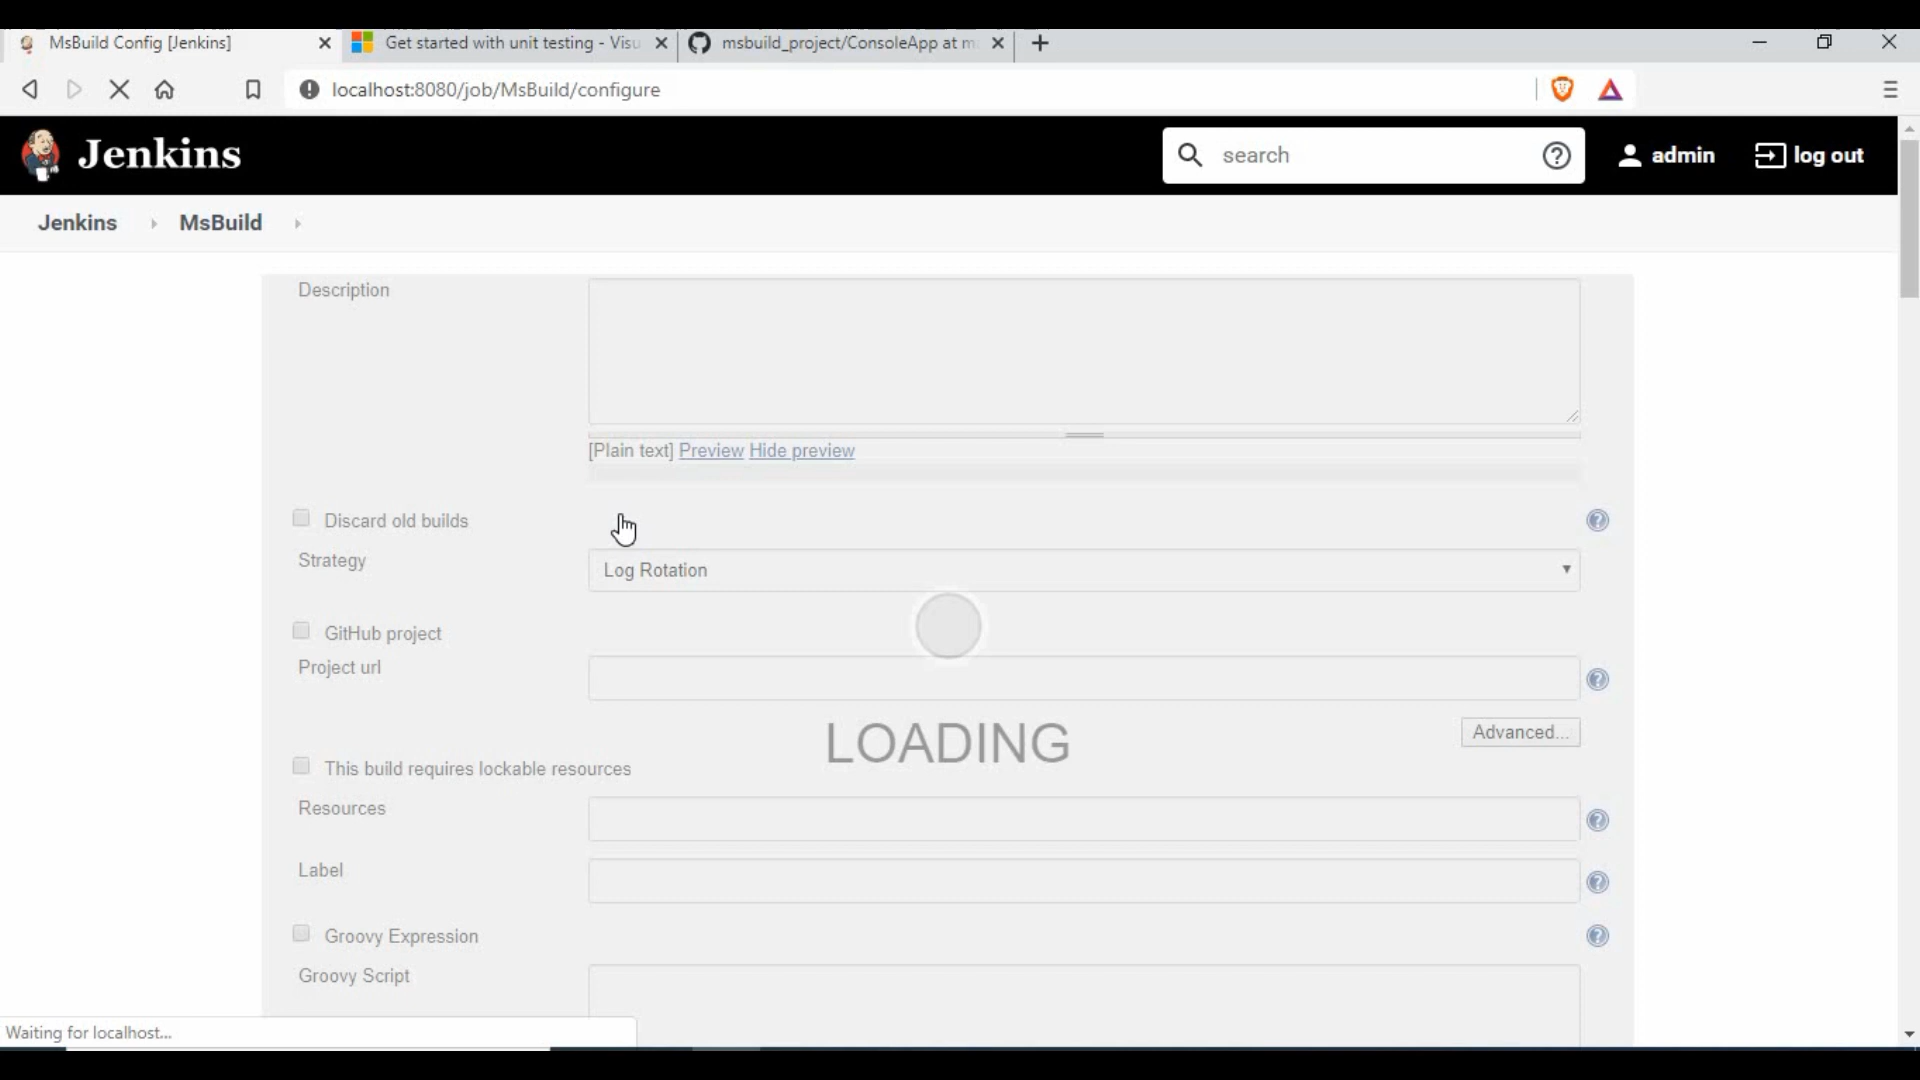 MsBuild Config [Jenkins]
Get started with unit testing - Visu
msbuild_project/ConsoleApp at m
localhost:8080/job/MsBuild/configure
Jenkins
search
admin
log out
Jenkins
MsBuild
Description
[Plain text] Preview Hide preview
Discard old builds
Strategy
Log Rotation
GitHub project
Project url
LOADING
Advanced...
This build requires lockable resources
Resources
Label
Groovy Expression
Groovy Script
Waiting for localhost...